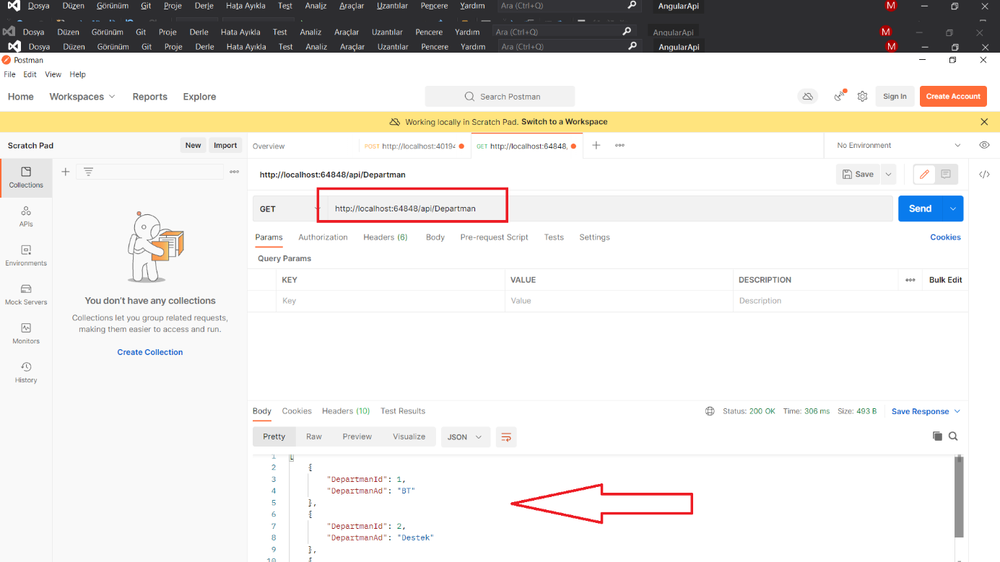 Dosya Düzen Görünüm Git Proje Derle Hata Ayıkla Test Analiz Araçlar Uzantılar Pencere Yardım Ara (Ctrl+Q) AngularApi M
Dosya Düzen Görünüm Git Proje Derle Hata Ayıkla Test Analiz Araçlar Uzantılar Pencere Yardım Ara (Ctrl+Q) AngularApi M
Dosya Düzen Görünüm Git Proje Derle Hata Ayıkla Test Analiz Araçlar Uzantılar Pencere Yardım Ara (Ctrl+Q) AngularApi M
Postman
File Edit View Help
Home Workspaces Reports Explore Search Postman Sign In Create Account
Working locally in Scratch Pad. Switch to a Workspace
Scratch Pad New Import Overview POST http://localhost:40194 GET http://localhost:64848, No Environment
Collections
http://localhost:64848/api/Departman Save
GET http://localhost:64848/api/Departman Send
APIs
Params Authorization Headers (6) Body Pre-request Script Tests Settings Cookies
Query Params
Environments
KEY VALUE DESCRIPTION Bulk Edit
Key Value Description
Mock Servers
You don't have any collections
Collections let you group related requests,
making them easier to access and run.
Monitors
Create Collection
History
Body Cookies Headers (10) Test Results Status: 200 OK Time: 306 ms Size: 493 B Save Response
Pretty Raw Preview Visualize JSON
1 [
2 {
3 "DepartmanId": 1,
4 "DepartmanAd": "BT"
5 },
6 {
7 "DepartmanId": 2,
8 "DepartmanAd": "Destek"
9 },
10 {